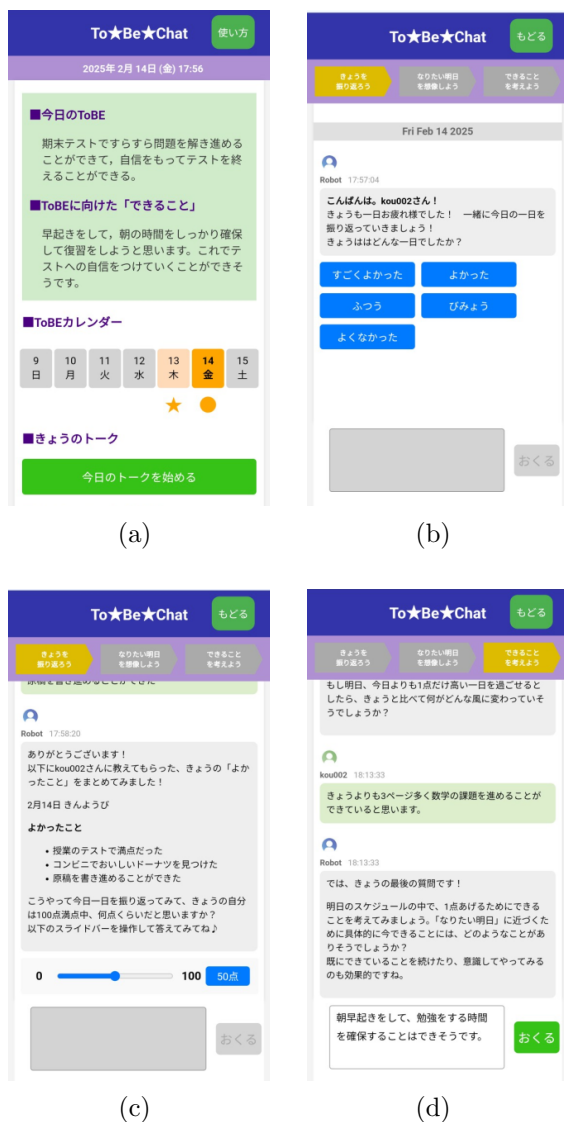 To★Be★Chat
使い方
2025年 2月 14日 (金) 17:56
■今日のToBE
期末テストですらすら問題を解き進める
ことができて，自信をもってテストを終
えることができる。
■ToBEに向けた「できること」
早起きをして，朝の時間をしっかり確保
して復習をしようと思います。これでテ
ストへの自信をつけていくことができそ
うです。
■ToBEカレンダー
9 10 11 12 13 14 15
日 月 火 水 木 金 土
★ ●
■きょうのトーク
今日のトークを始める
(a)
To★Be★Chat
もどる
きょうを
振り返ろう
なりたい明日
を想像しよう
できること
を考えよう
Fri Feb 14 2025
Robot 17:57:04
こんばんは。kou002さん！
きょうも一日お疲れ様でした！　一緒に今日の一日を
振り返っていきましょう！
きょうはどんな一日でしたか？
すごくよかった
よかった
ふつう
びみょう
よくなかった
おくる
(b)
To★Be★Chat
もどる
きょうを
振り返ろう
なりたい明日
を想像しよう
できること
を考えよう
原稿を書き進めることができた
Robot 17:58:20
ありがとうございます！
以下にkou002さんに教えてもらった、きょうの「よか
ったこと」をまとめてみました！
2月14日 きんようび
よかったこと
• 授業のテストで満点だった
• コンビニでおいしいドーナツを見つけた
• 原稿を書き進めることができた
こうやって今日一日を振り返ってみて、きょうの自分
は100点満点中、何点くらいだと思いますか？
以下のスライドバーを操作して答えてみてね♪
0
100
50点
おくる
(c)
To★Be★Chat
もどる
きょうを
振り返ろう
なりたい明日
を想像しよう
できること
を考えよう
もし明日、今日よりも1点だけ高い一日を過ごせると
したら、きょうと比べて何がどんな風に変わっていそ
うでしょうか？
kou002 18:13:33
きょうよりも3ページ多く数学の課題を進めることが
できていると思います。
Robot 18:13:33
では、きょうの最後の質問です！
明日のスケジュールの中で、1点あげるためにできる
ことを考えてみましょう。「なりたい明日」に近づくた
めに具体的に今できることには、どのようなことがあ
りそうでしょうか？
既にできていることを続けたり、意識してやってみる
のも効果的ですね。
朝早起きをして、勉強をする時間
を確保することはできそうです。
おくる
(d)